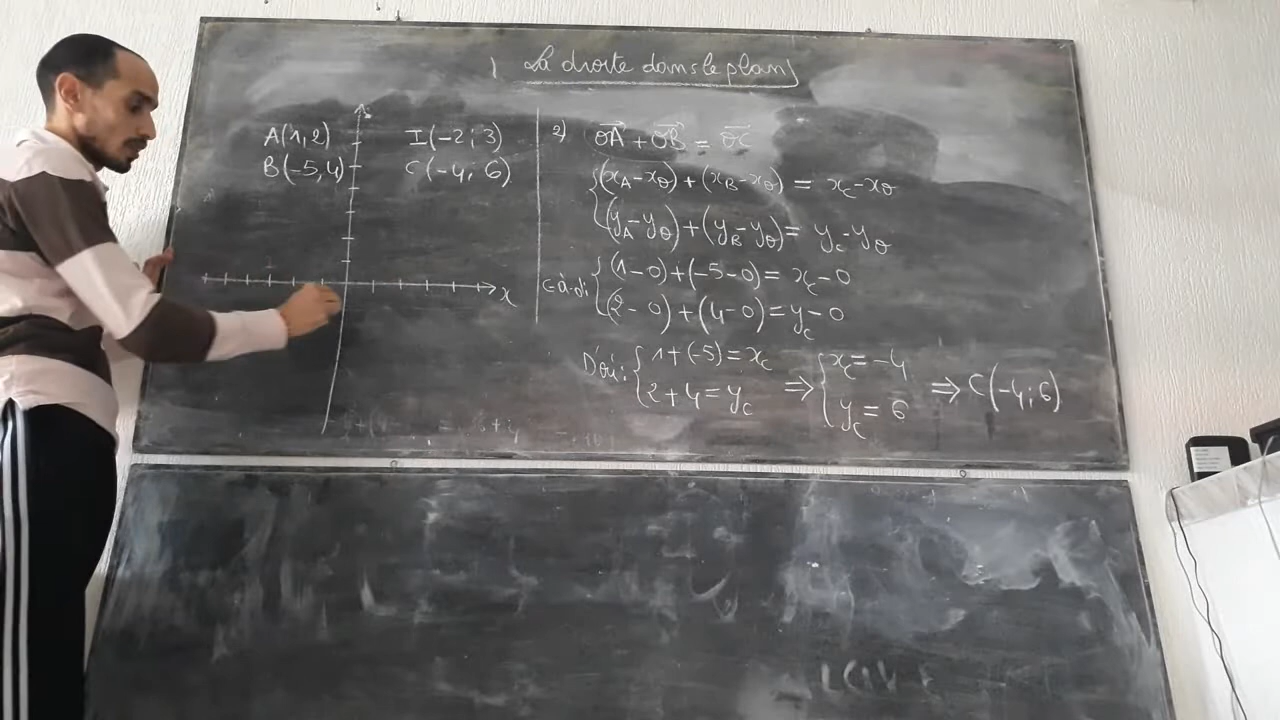 La droite dans le plan
A(1,2)
B(-5,4)
I(-2;3)
C(-4;6)
x
2) OA⃗ + OB⃗ = OC⃗
{(x_A-x_O)+(x_B-x_O) = x_C-x_O
(y_A-y_O)+(y_B-y_O) = y_C-y_O
c-à-d: {(1-0)+(-5-0) = x_C-0
(2-0)+(4-0) = y_C-0
D'où: {1+(-5) = x_C
2+4 = y_C
⇒ {x_C = -4
y_C = 6
⇒ C(-4;6)